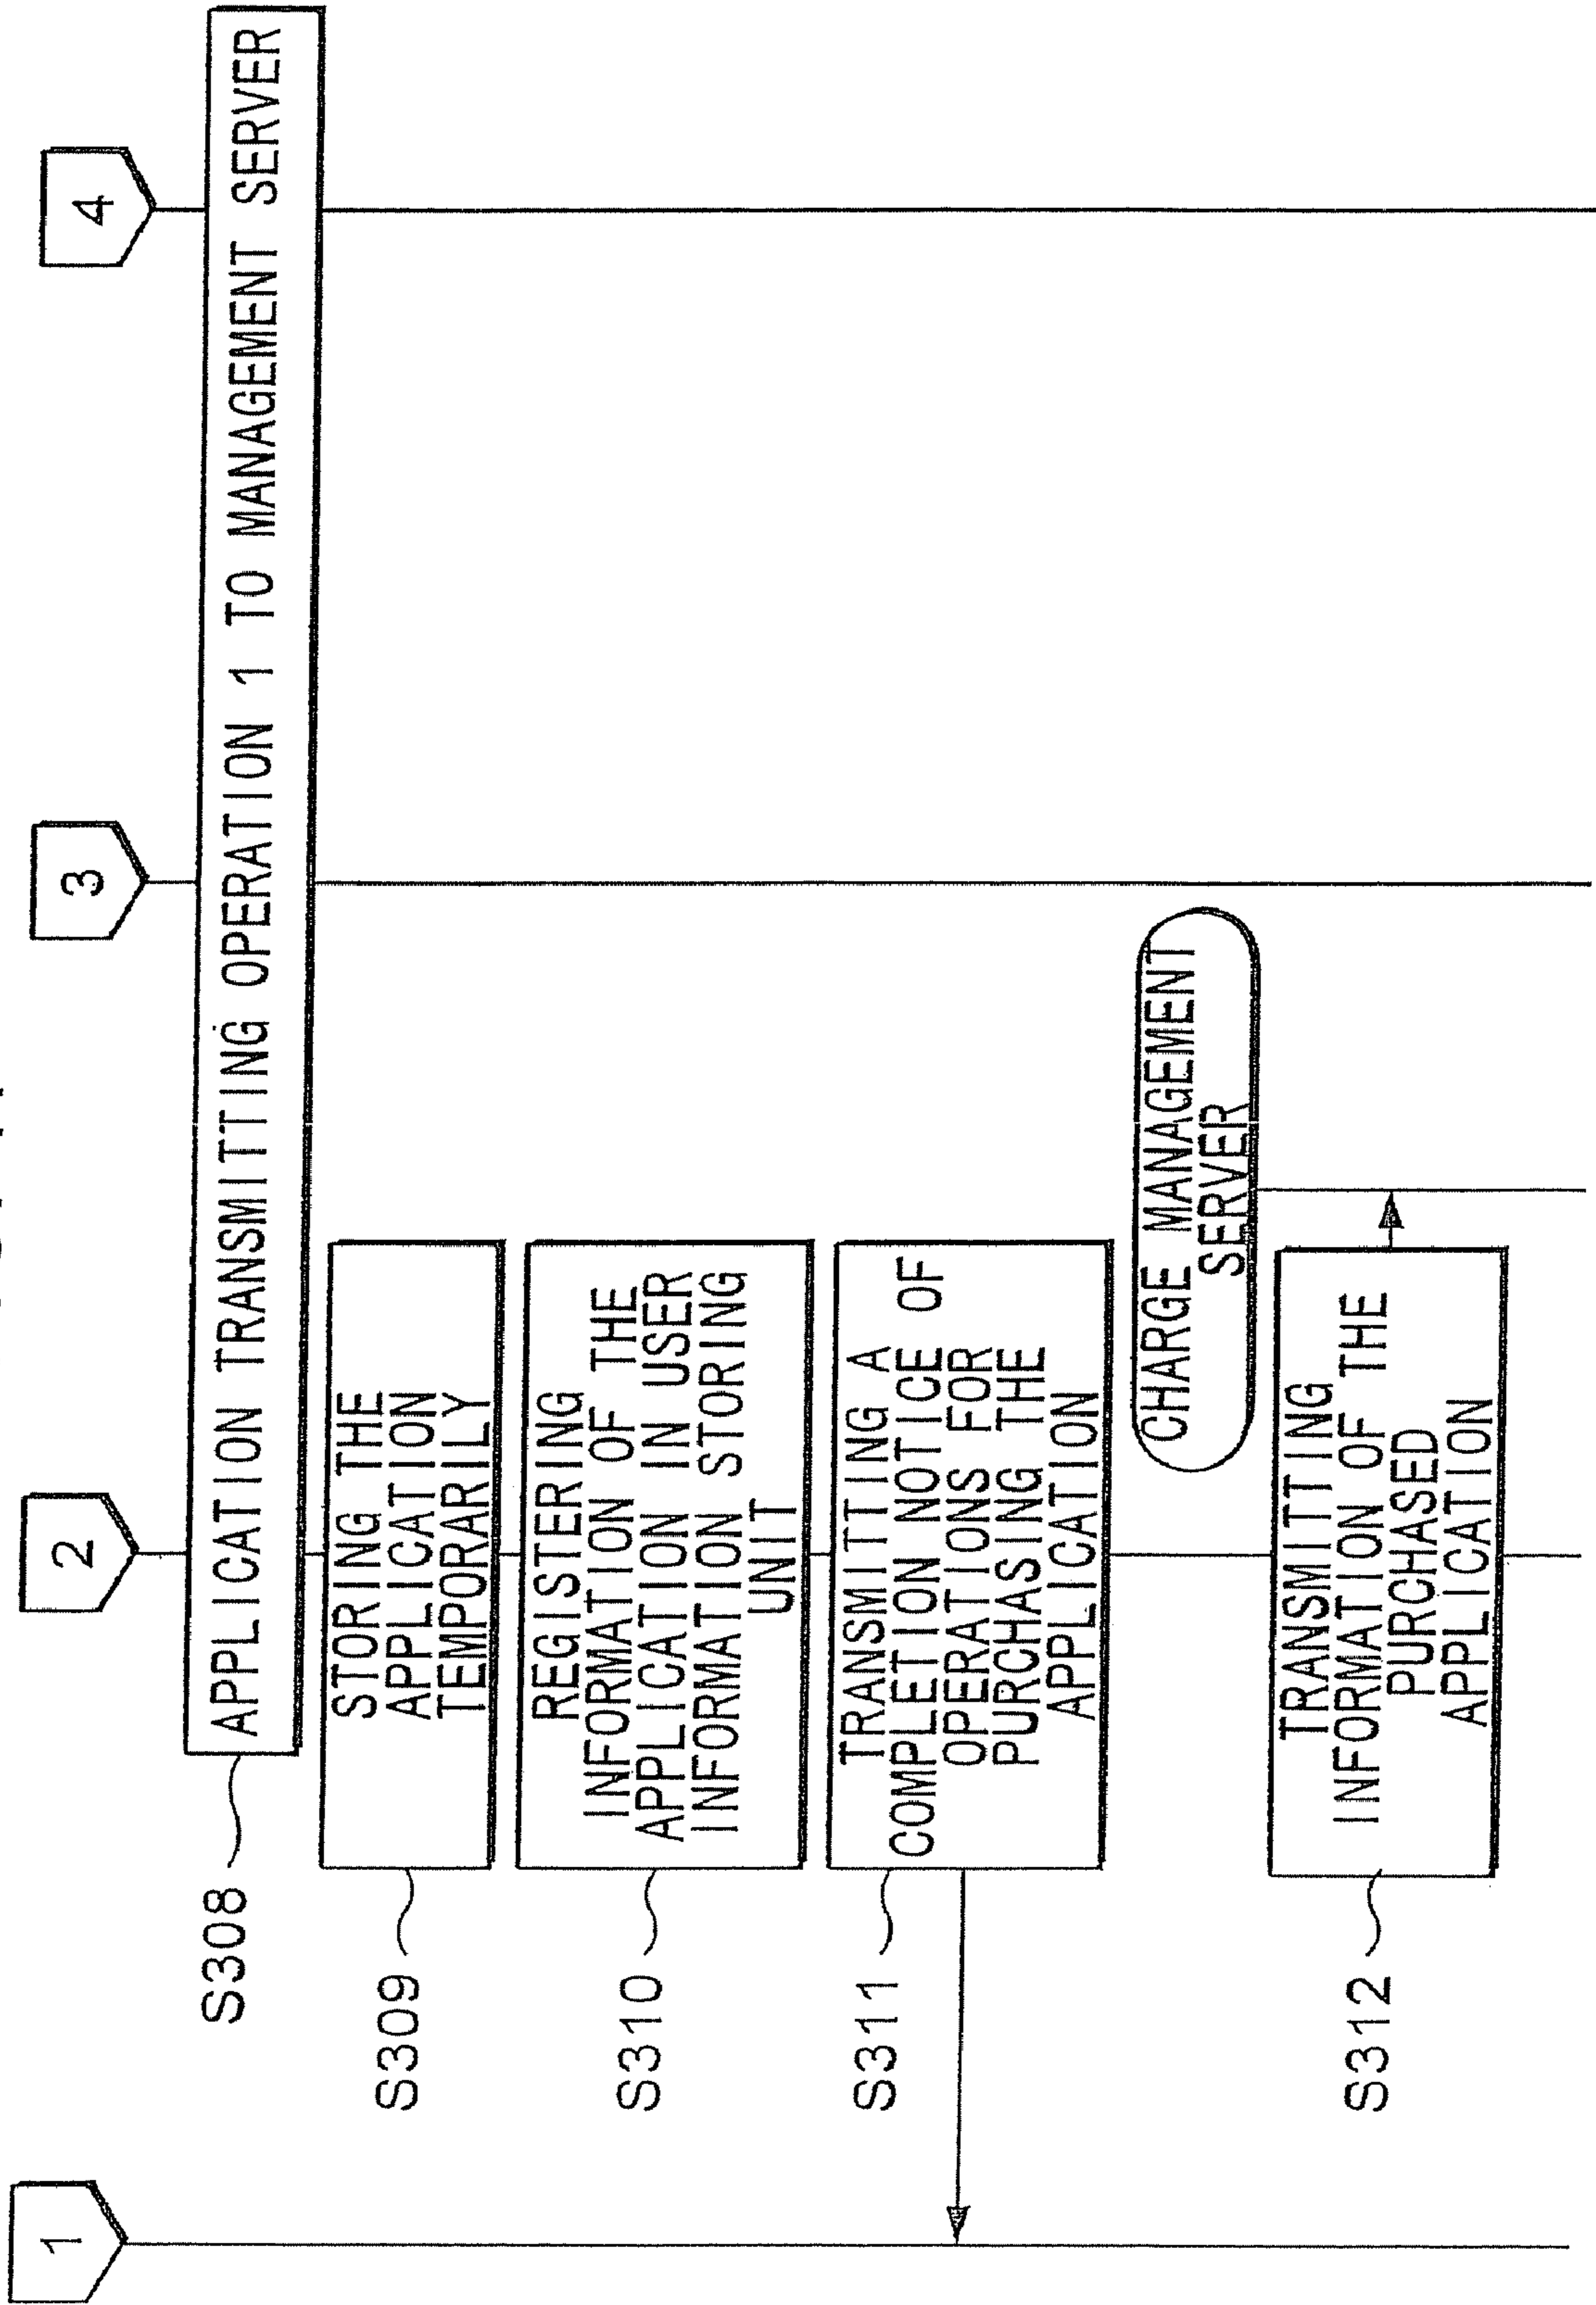 1
2
3
4
S308
APPLICATION TRANSMITTING OPERATION 1 TO MANAGEMENT SERVER
S309
STORING THE
APPLICATION
TEMPORARILY
S310
REGISTERING
INFORMATION OF THE
APPLICATION IN USER
INFORMATION STORING
UNIT
S311
TRANSMITTING A
COMPLETION NOTICE OF
OPERATIONS FOR
PURCHASING THE
APPLICATION
CHARGE MANAGEMENT
SERVER
S312
TRANSMITTING
INFORMATION OF THE
PURCHASED
APPLICATION